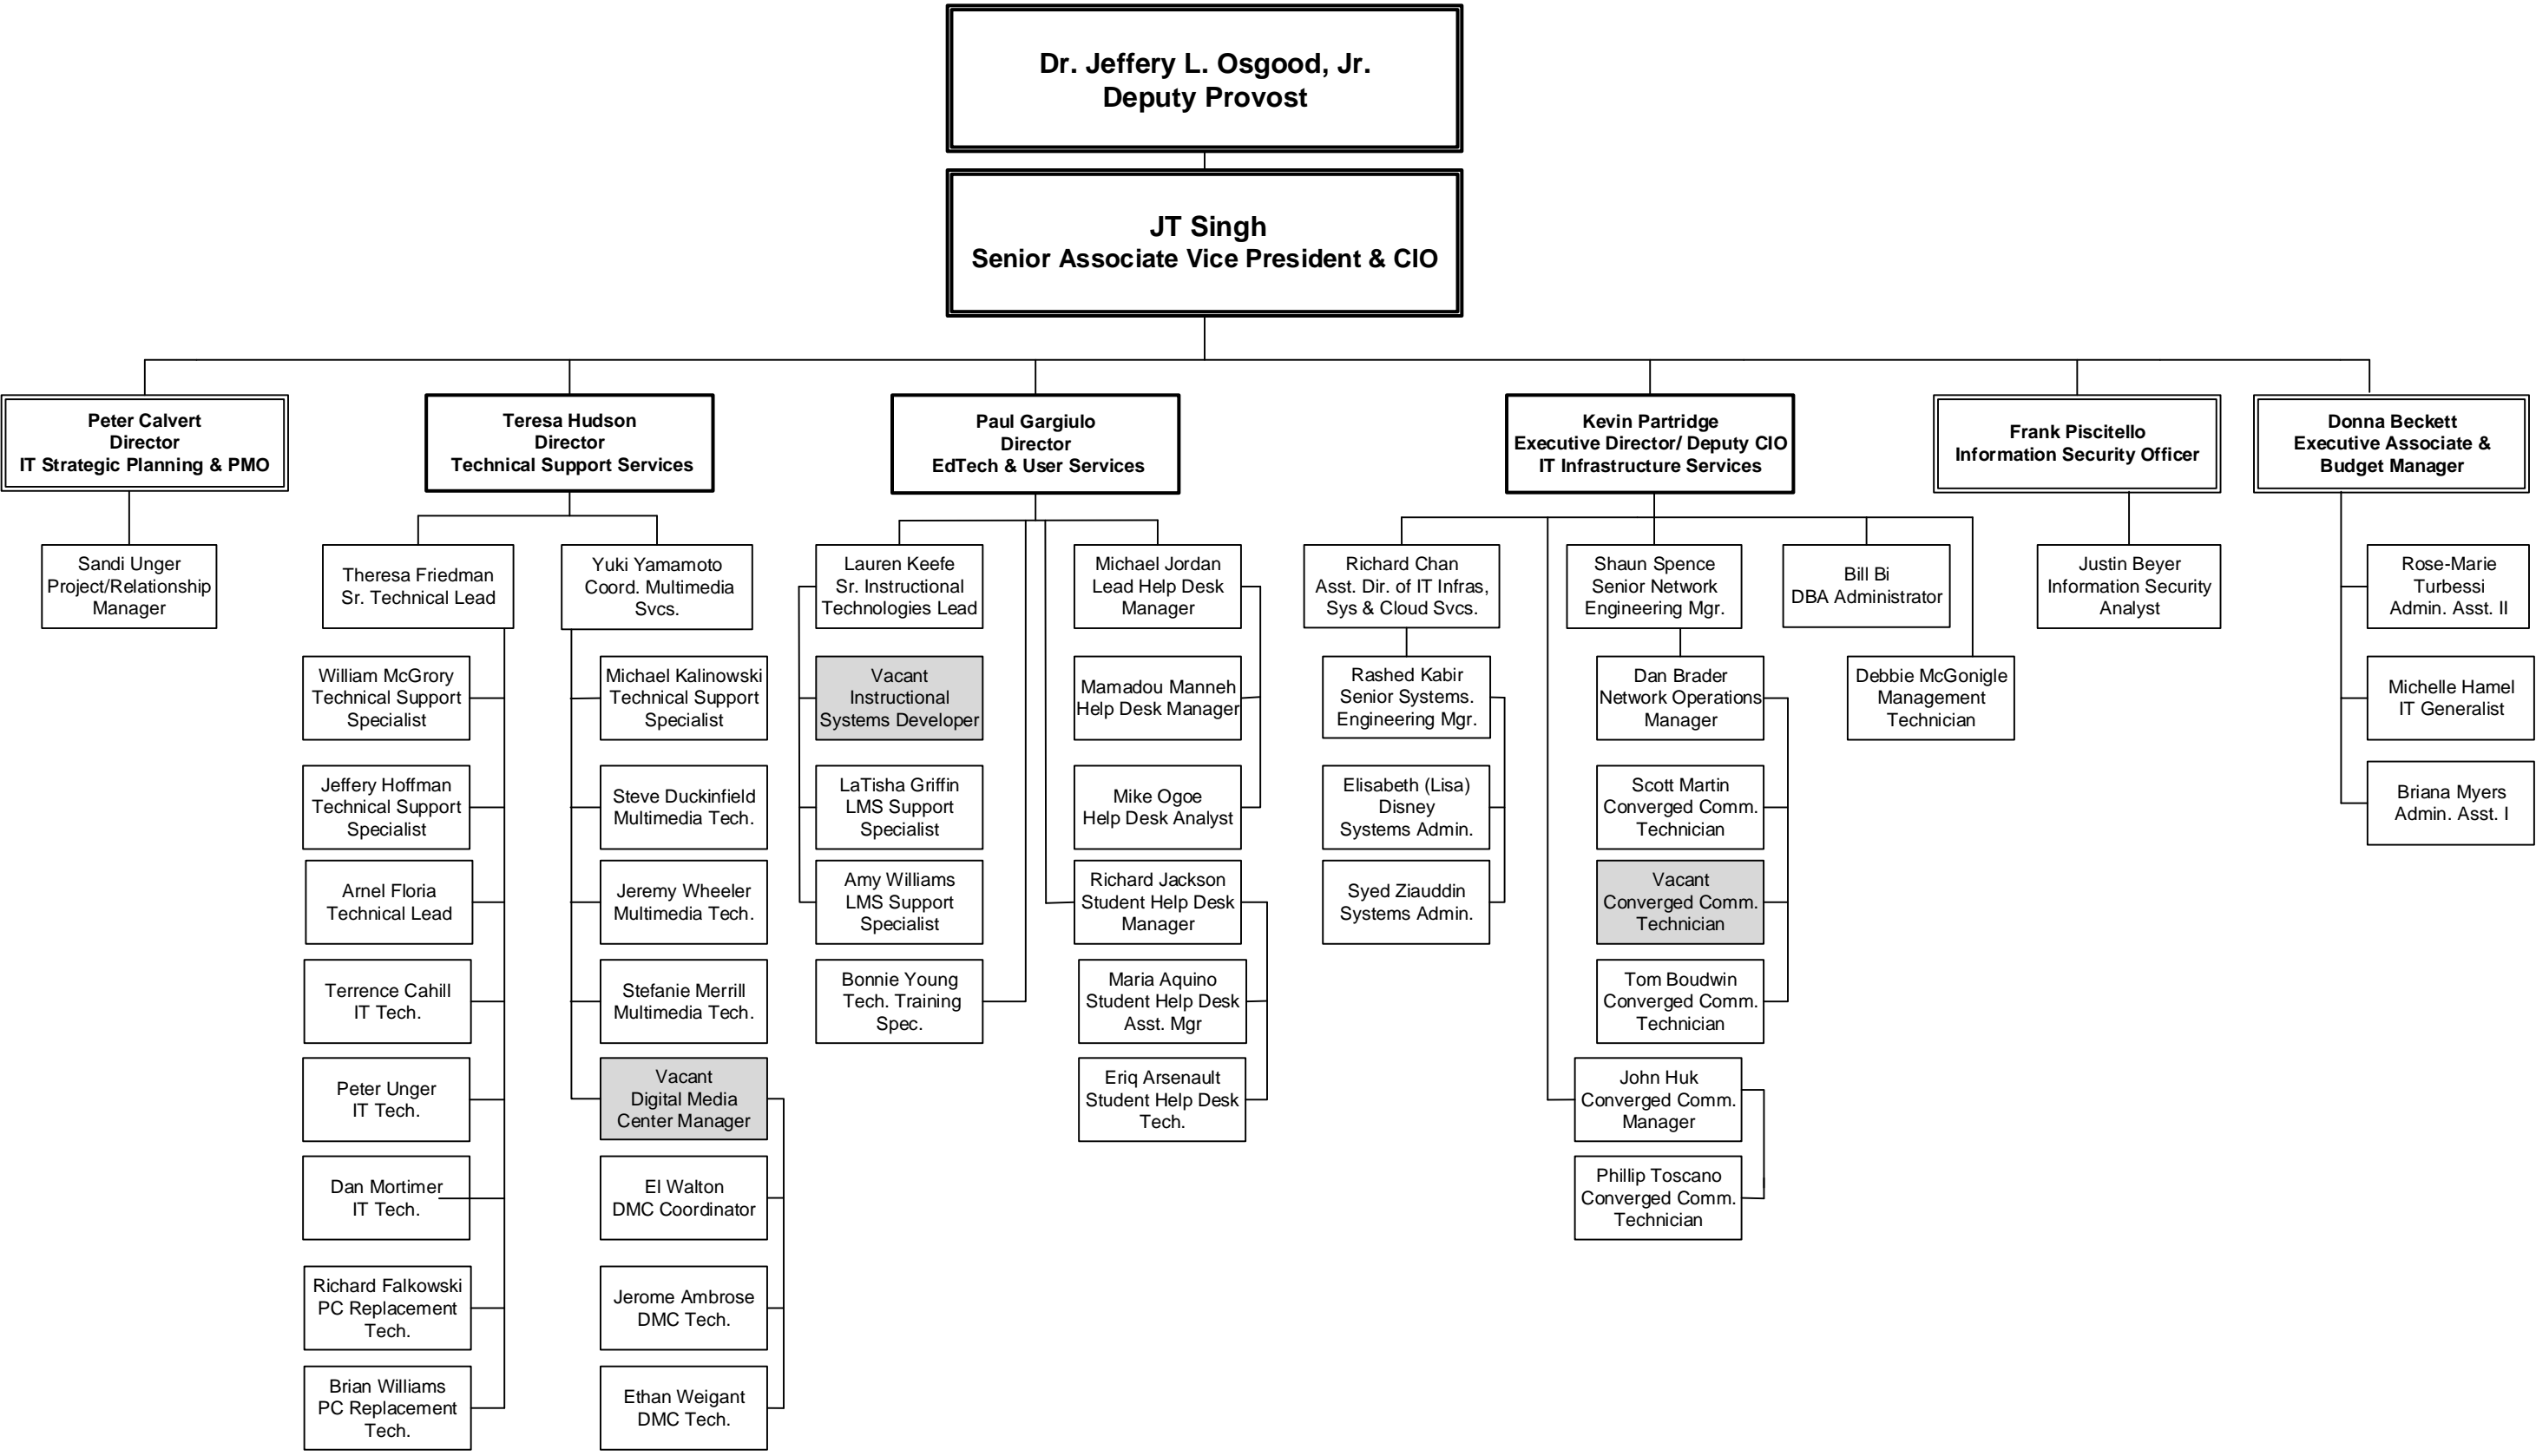 Dr. Jeffery L. Osgood, Jr.
Deputy Provost
JT Singh
Senior Associate Vice President & CIO
Peter Calvert
Director
IT Strategic Planning & PMO
Teresa Hudson
Director
Technical Support Services
Paul Gargiulo
Director
EdTech & User Services
Kevin Partridge
Executive Director/ Deputy CIO
IT Infrastructure Services
Frank Piscitello
Information Security Officer
Donna Beckett
Executive Associate &
Budget Manager
Sandi Unger
Project/Relationship
Manager
Theresa Friedman
Sr. Technical Lead
William McGrory
Technical Support
Specialist
Jeffery Hoffman
Technical Support
Specialist
Arnel Floria
Technical Lead
Terrence Cahill
IT Tech.
Peter Unger
IT Tech.
Dan Mortimer
IT Tech.
Richard Falkowski
PC Replacement
Tech.
Brian Williams
PC Replacement
Tech.
Yuki Yamamoto
Coord. Multimedia
Svcs.
Michael Kalinowski
Technical Support
Specialist
Steve Duckinfield
Multimedia Tech.
Jeremy Wheeler
Multimedia Tech.
Stefanie Merrill
Multimedia Tech.
Vacant
Digital Media
Center Manager
El Walton
DMC Coordinator
Jerome Ambrose
DMC Tech.
Ethan Weigant
DMC Tech.
Lauren Keefe
Sr. Instructional
Technologies Lead
Vacant
Instructional
Systems Developer
LaTisha Griffin
LMS Support
Specialist
Amy Williams
LMS Support
Specialist
Bonnie Young
Tech. Training
Spec.
Michael Jordan
Lead Help Desk
Manager
Mamadou Manneh
Help Desk Manager
Mike Ogoe
Help Desk Analyst
Richard Jackson
Student Help Desk
Manager
Maria Aquino
Student Help Desk
Asst. Mgr
Eriq Arsenault
Student Help Desk
Tech.
Richard Chan
Asst. Dir. of IT Infras,
Sys & Cloud Svcs.
Rashed Kabir
Senior Systems.
Engineering Mgr.
Elisabeth (Lisa)
Disney
Systems Admin.
Syed Ziauddin
Systems Admin.
Shaun Spence
Senior Network
Engineering Mgr.
Dan Brader
Network Operations
Manager
Scott Martin
Converged Comm.
Technician
Vacant
Converged Comm.
Technician
Tom Boudwin
Converged Comm.
Technician
John Huk
Converged Comm.
Manager
Phillip Toscano
Converged Comm.
Technician
Bill Bi
DBA Administrator
Debbie McGonigle
Management
Technician
Justin Beyer
Information Security
Analyst
Rose-Marie
Turbessi
Admin. Asst. II
Michelle Hamel
IT Generalist
Briana Myers
Admin. Asst. I